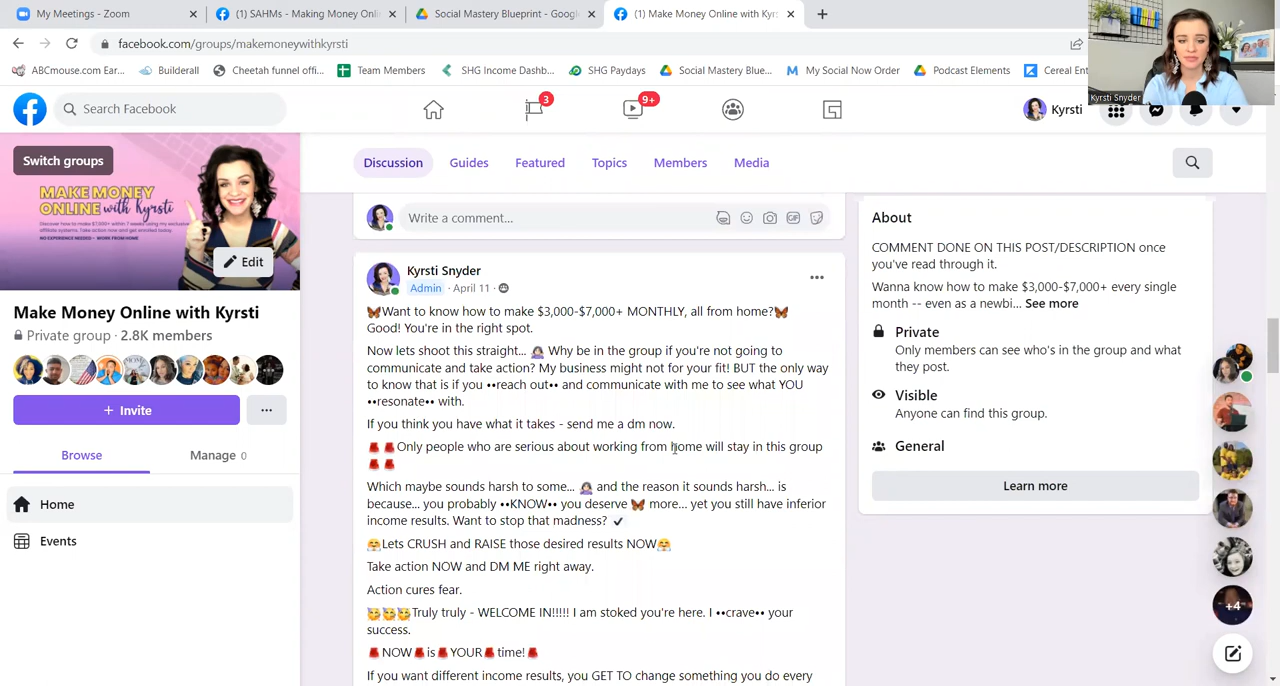 My Meetings - Zoom
(1) SAHMs - Making Money Onli
Social Mastery Blueprint - Googl
(1) Make Money Online with Kyrs
facebook.com/groups/makemoneywithkyrsti
ABCmouse.com Ear...
Builderall
Cheetah funnel offi...
Team Members
SHG Income Dashb...
SHG Paydays
Social Mastery Blue...
My Social Now Order
Podcast Elements
Cereal Ent
Kyrsti Snyder
Search Facebook
3
9+
Kyrsti
Switch groups
MAKE MONEY
ONLINE with Kyrsti
NO EXPERIENCE NEEDED - WORK FROM HOME
Edit
Discussion
Guides
Featured
Topics
Members
Media
Make Money Online with Kyrsti
Private group · 2.8K members
+ Invite
Browse
Manage 0
Home
Events
Write a comment...
GIF
Kyrsti Snyder
Admin · April 11 ·
🦋Want to know how to make $3,000-$7,000+ MONTHLY, all from home?🦋
Good! You're in the right spot.
Now lets shoot this straight... 🤷🏻‍♀️ Why be in the group if you're not going to
communicate and take action? My business might not for your fit! BUT the only way
to know that is if you ••reach out•• and communicate with me to see what YOU
••resonate•• with.
If you think you have what it takes - send me a dm now.
Only people who are serious about working from home will stay in this group
Which maybe sounds harsh to some... 🤷🏻‍♀️ and the reason it sounds harsh... is
because... you probably ••KNOW•• you deserve 🦋 more... yet you still have inferior
income results. Want to stop that madness? ✔
😤Lets CRUSH and RAISE those desired results NOW😤
Take action NOW and DM ME right away.
Action cures fear.
🥳🥳🥳Truly truly - WELCOME IN!!!!! I am stoked you're here. I ••crave•• your
success.
NOW is YOUR time!
If you want different income results, you GET TO change something you do every
About
COMMENT DONE ON THIS POST/DESCRIPTION once
you've read through it.
Wanna know how to make $3,000-$7,000+ every single
month -- even as a newbi... See more
Private
Only members can see who's in the group and what
they post.
Visible
Anyone can find this group.
General
Learn more
+4